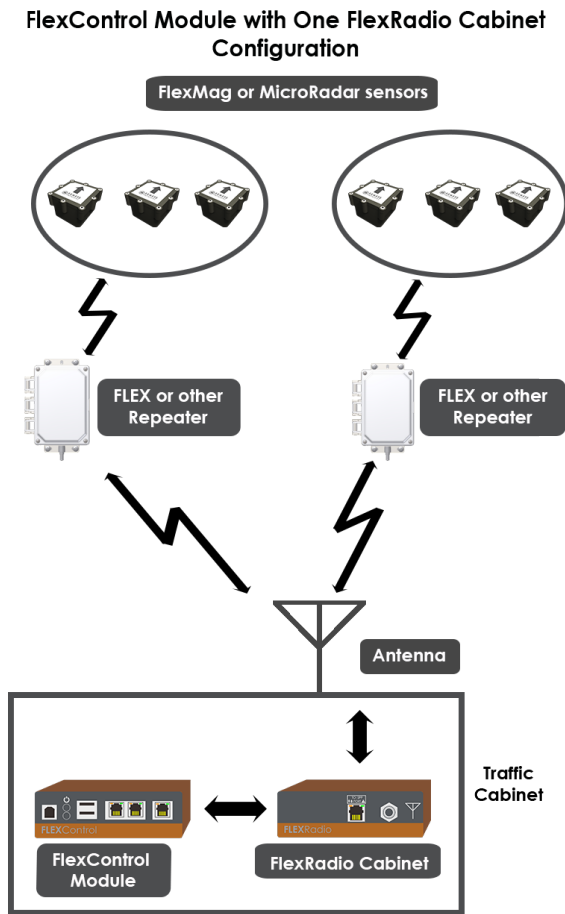 FlexControl Module with One FlexRadio Cabinet
Configuration
FlexMag or MicroRadar sensors
FLEX or other
Repeater
FLEX or other
Repeater
Antenna
Traffic
Cabinet
FLEXControl
FLEXRadio
FlexControl
Module
FlexRadio Cabinet